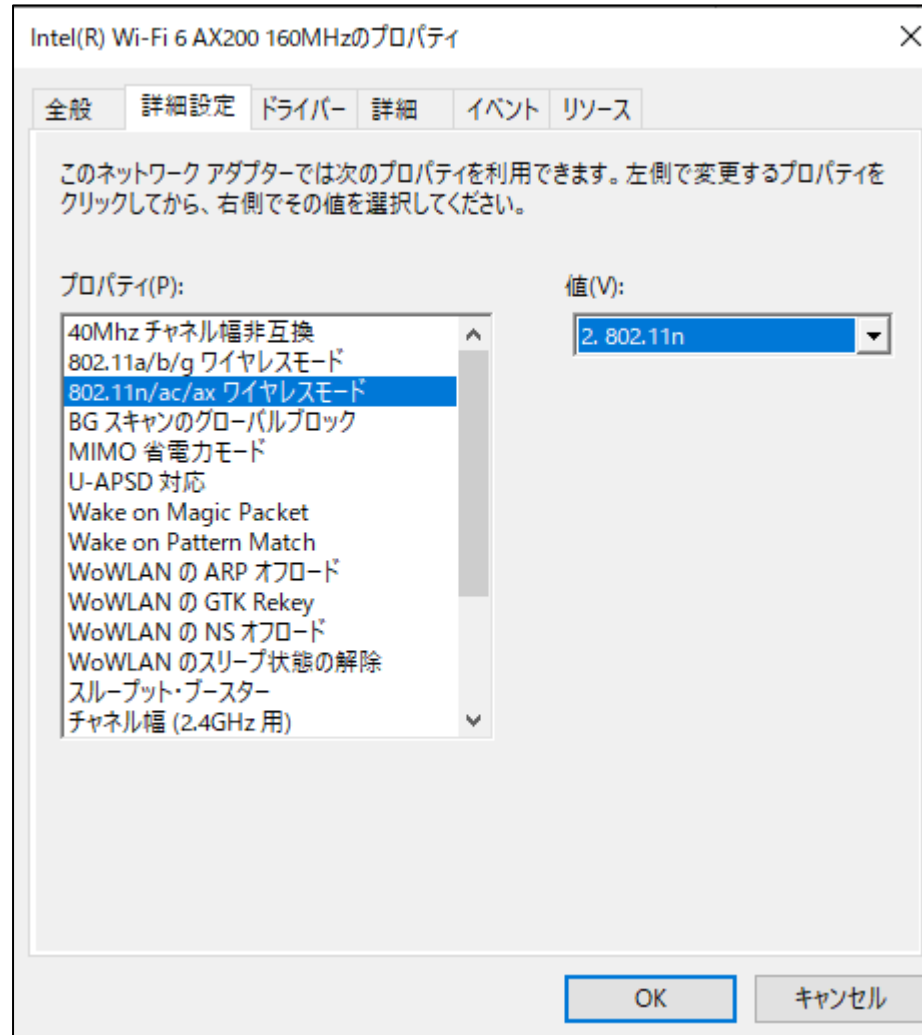 Intel(R) Wi-Fi 6 AX200 160MHzのプロパティ
全般 詳細設定 ドライバー 詳細 イベント リソース
このネットワーク アダプターでは次のプロパティを利用できます。左側で変更するプロパティを
クリックしてから、右側でその値を選択してください。
プロパティ(P):
値(V):
40Mhz チャネル幅非互換
802.11a/b/g ワイヤレスモード
802.11n/ac/ax ワイヤレスモード
BG スキャンのグローバルブロック
MIMO 省電力モード
U-APSD 対応
Wake on Magic Packet
Wake on Pattern Match
WoWLAN の ARP オフロード
WoWLAN の GTK Rekey
WoWLAN の NS オフロード
WoWLAN のスリープ状態の解除
スループット・ブースター
チャネル幅 (2.4GHz 用)
2. 802.11n
OK
キャンセル